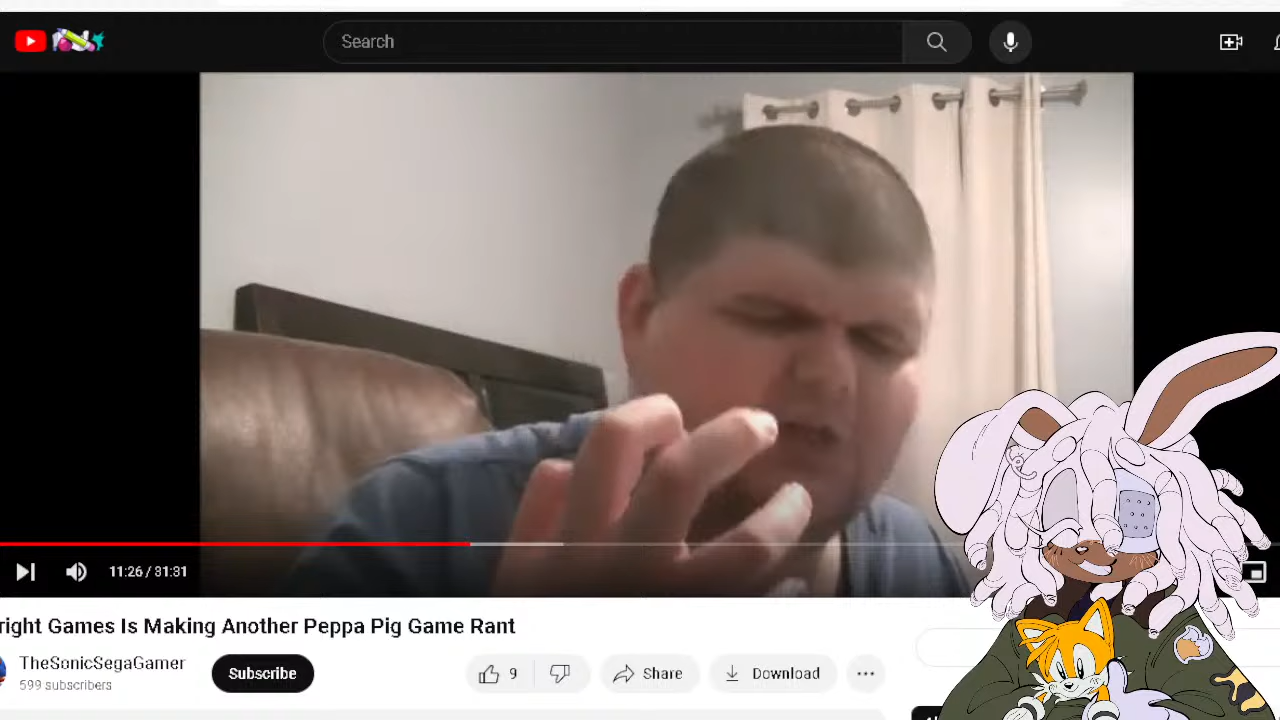 Search
11:26 / 31:31
right Games Is Making Another Peppa Pig Game Rant
TheSonicSegaGamer
599 subscribers
Subscribe
9
Share
Download